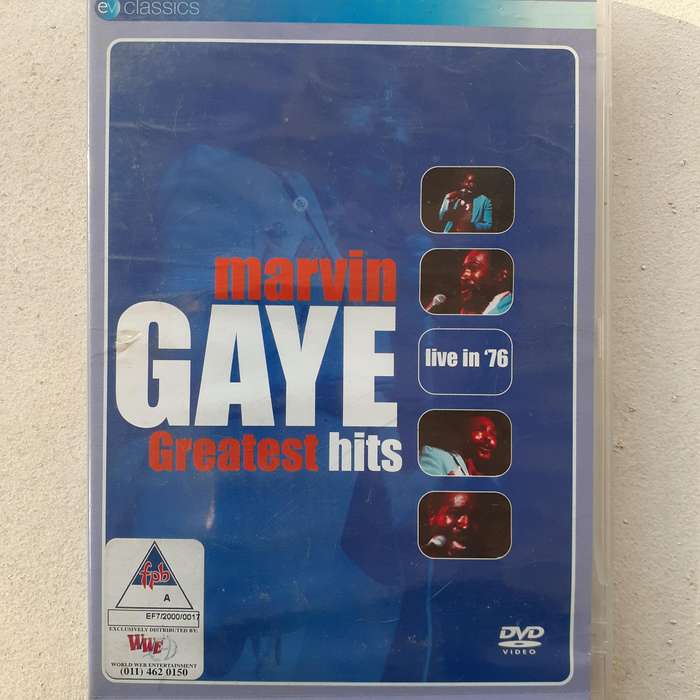 ev classics
marvin
GAYE
Greatest hits
live in '76
fpb
A
EF7/2000/0017
EXCLUSIVELY DISTRIBUTED BY:
WWE
WORLD WEB ENTERTAINMENT
(011) 462 0150
DVD
VIDEO